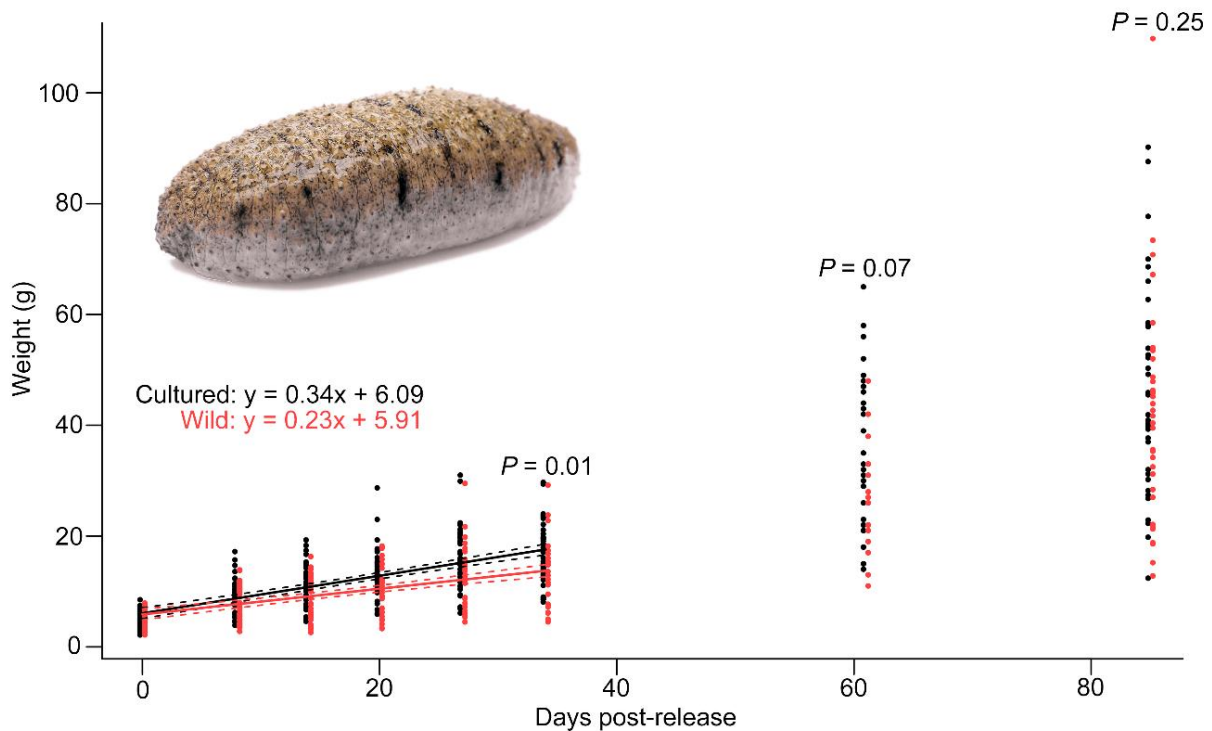 P = 0.25
100
80
P = 0.07
60
Weight (g)
Cultured: y = 0.34x + 6.09
Wild: y = 0.23x + 5.91
40
P = 0.01
20
0
0 20 40 60 80
Days post-release